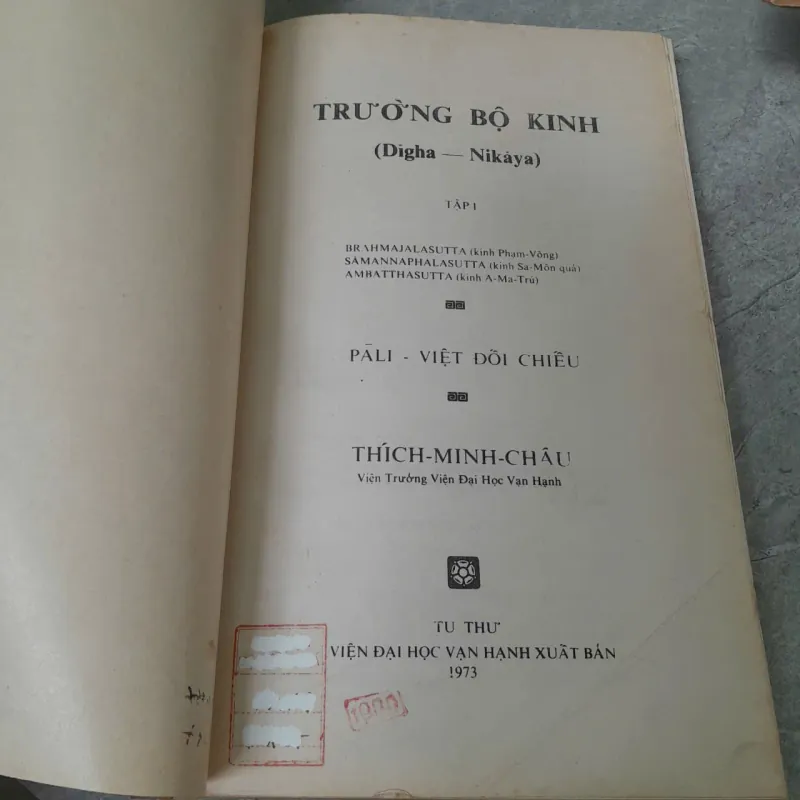 TRƯỜNG BỘ KINH
(Digha — Nikàya)
TẬP I
BRAHMAJALASUTTA (kinh Phạm-Võng)
SÀMANNAPHALASUTTA (kinh Sa-Môn quả)
AMBATTHASUTTA (kinh A-Ma-Trú)
PĀLI - VIỆT ĐỐI CHIẾU
THÍCH-MINH-CHÂU
Viện Trưởng Viện Đại Học Vạn Hạnh
TU THƯ
VIỆN ĐẠI HỌC VẠN HẠNH XUẤT BẢN
1973
1000